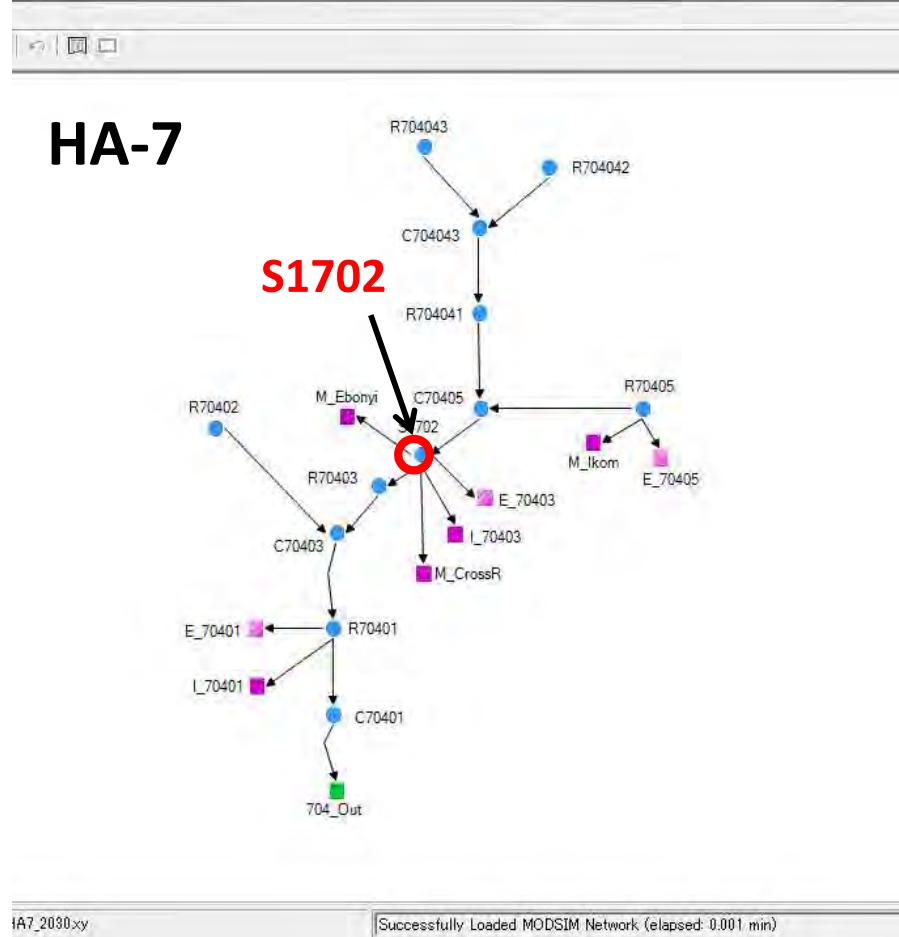 HA-7
R704043
R704042
C704043
S1702
R704041
R70405
M_Ebonyi
C70405
R70402
702
M_Ikom
E_70405
R70403
E_70403
I_70403
C70403
M_CrossR
E_70401
R70401
I_70401
C70401
704_Out
HA7_2030.xy
Successfully Loaded MODSIM Network (elapsed: 0.001 min)